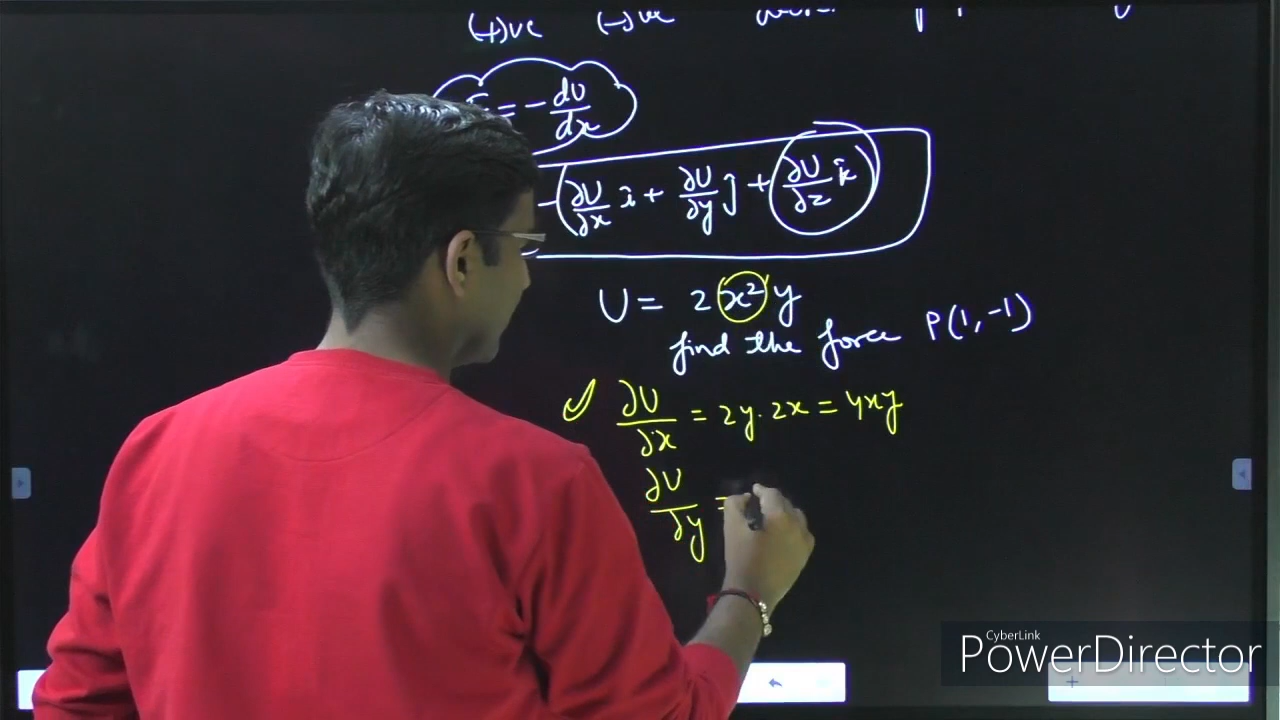 (+)ve (-)ve
= - dU/dx
-(∂U/∂x i + ∂U/∂y j + ∂U/∂z k)
U = 2x²y
find the force P(1,-1)
✓ ∂U/∂x = 2y.2x = 4xy
∂U/∂y =
CyberLink
PowerDirector